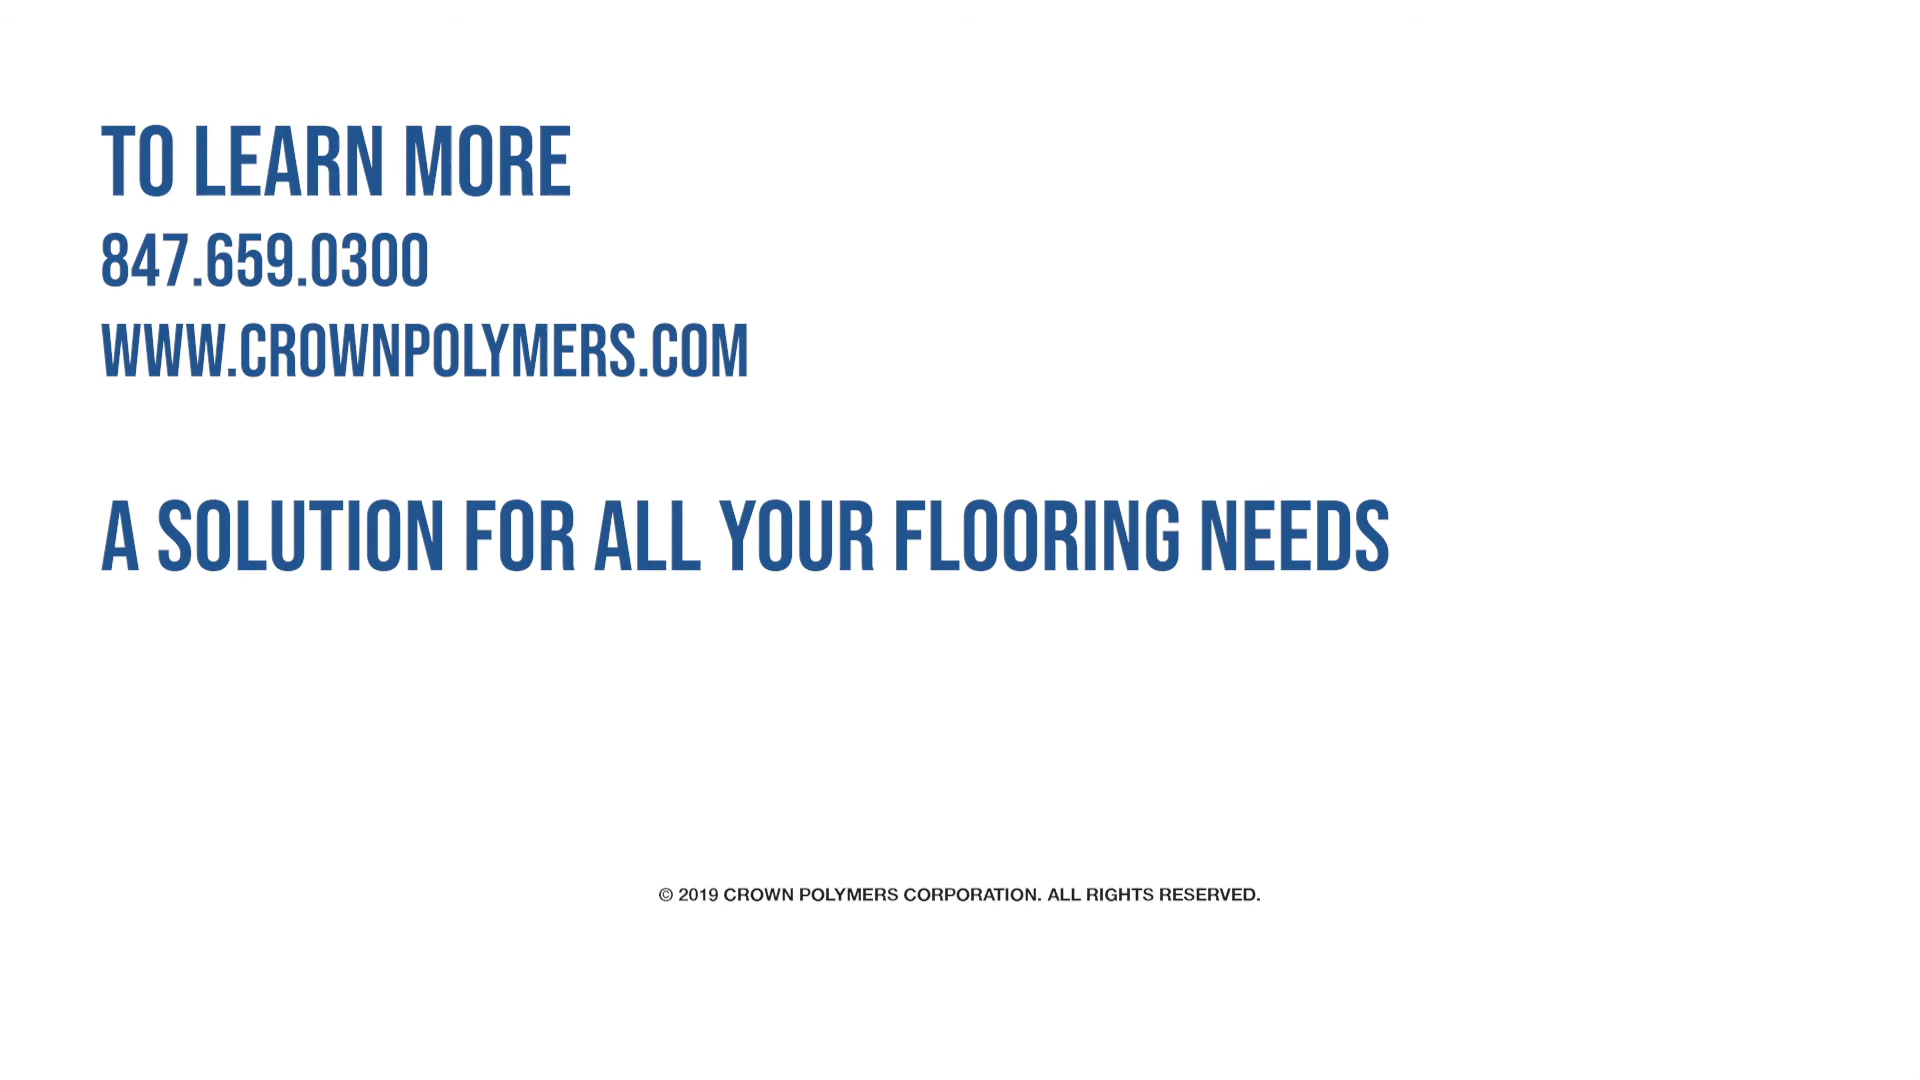 TO LEARN MORE
847.659.0300
WWW.CROWNPOLYMERS.COM
A SOLUTION FOR ALL YOUR FLOORING NEEDS
© 2019 CROWN POLYMERS CORPORATION. ALL RIGHTS RESERVED.